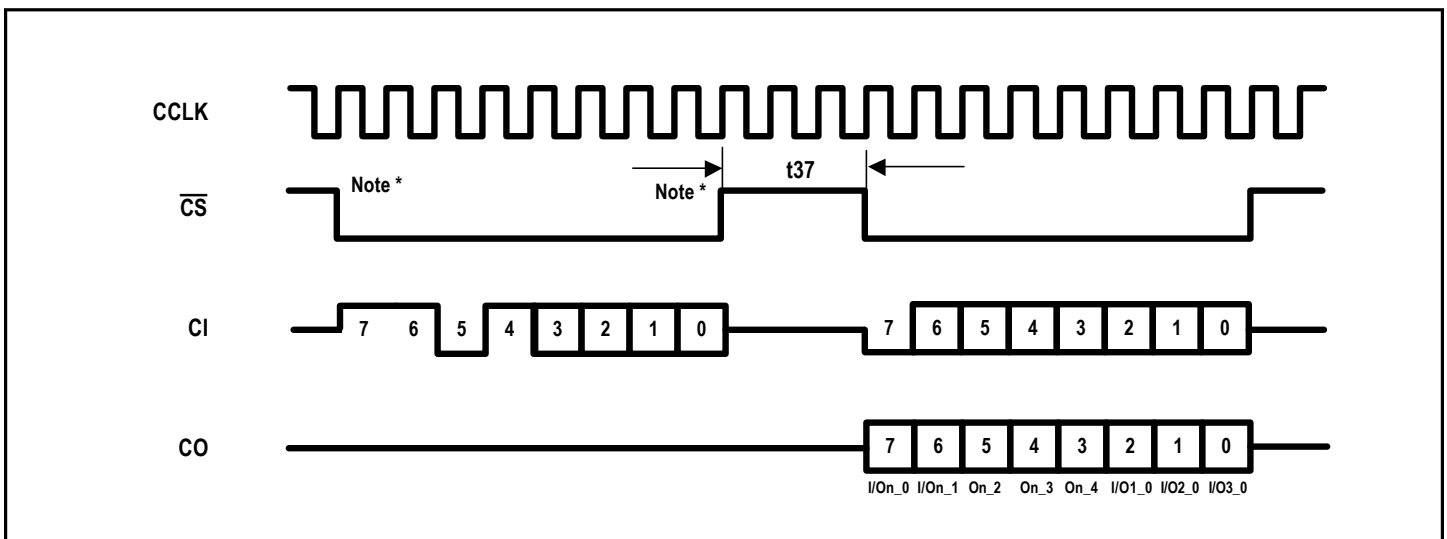 CCLK
t37
Note * Note *
CS
CI 7 6 5 4 3 2 1 0 7 6 5 4 3 2 1 0
CO 7 6 5 4 3 2 1 0
I/On_0 I/On_1 On_2 On_3 On_4 I/O1_0 I/O2_0 I/O3_0